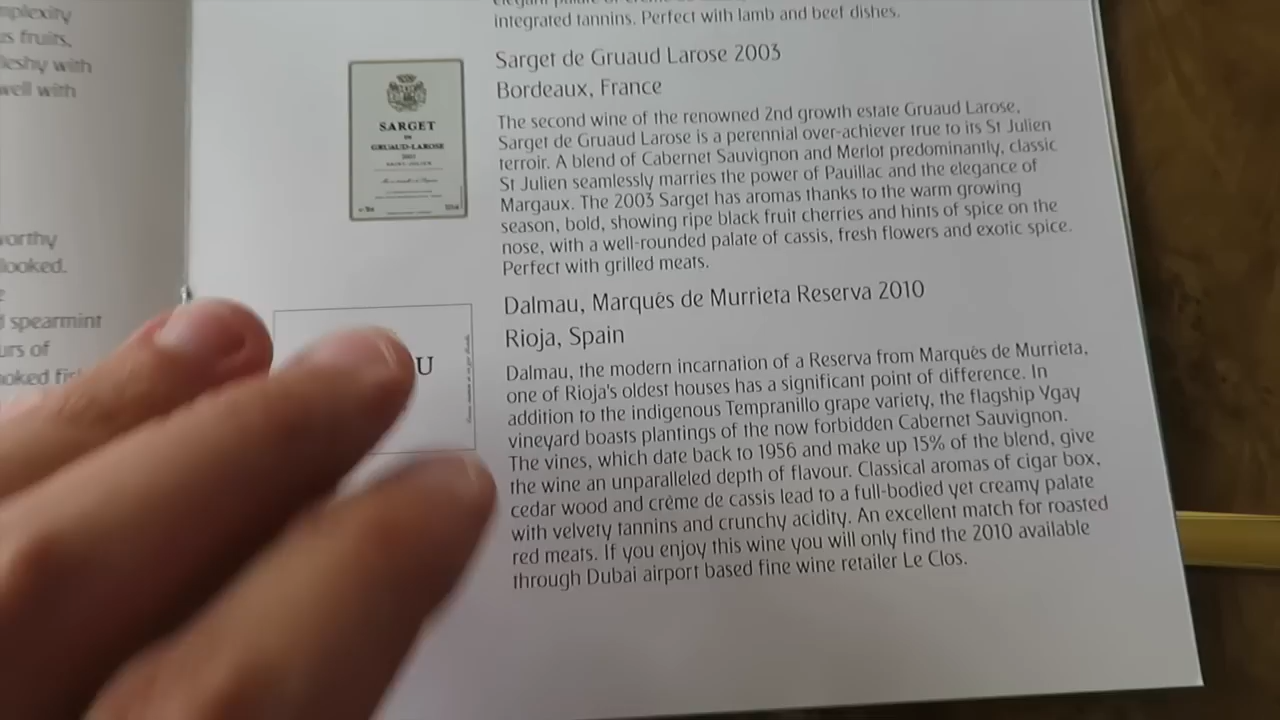 mplexity
us fruits,
fleshy with
well with
worthy
looked.
d spearmint
urs of
integrated tannins. Perfect with lamb and beef dishes.
SARGET
DE
GRUAUD-LAROSE
2003
Sarget de Gruaud Larose 2003
Bordeaux, France
The second wine of the renowned 2nd growth estate Gruaud Larose,
Sarget de Gruaud Larose is a perennial over-achiever true to its St Julien
terroir. A blend of Cabernet Sauvignon and Merlot predominantly, classic
St Julien seamlessly marries the power of Pauillac and the elegance of
Margaux. The 2003 Sarget has aromas thanks to the warm growing
season, bold, showing ripe black fruit cherries and hints of spice on the
nose, with a well-rounded palate of cassis, fresh flowers and exotic spice.
Perfect with grilled meats.
U
Dalmau, Marqués de Murrieta Reserva 2010
Rioja, Spain
Dalmau, the modern incarnation of a Reserva from Marqués de Murrieta,
one of Rioja's oldest houses has a significant point of difference. In
addition to the indigenous Tempranillo grape variety, the flagship Ygay
vineyard boasts plantings of the now forbidden Cabernet Sauvignon.
The vines, which date back to 1956 and make up 15% of the blend, give
the wine an unparalleled depth of flavour. Classical aromas of cigar box,
cedar wood and crème de cassis lead to a full-bodied yet creamy palate
with velvety tannins and crunchy acidity. An excellent match for roasted
red meats. If you enjoy this wine you will only find the 2010 available
through Dubai airport based fine wine retailer Le Clos.